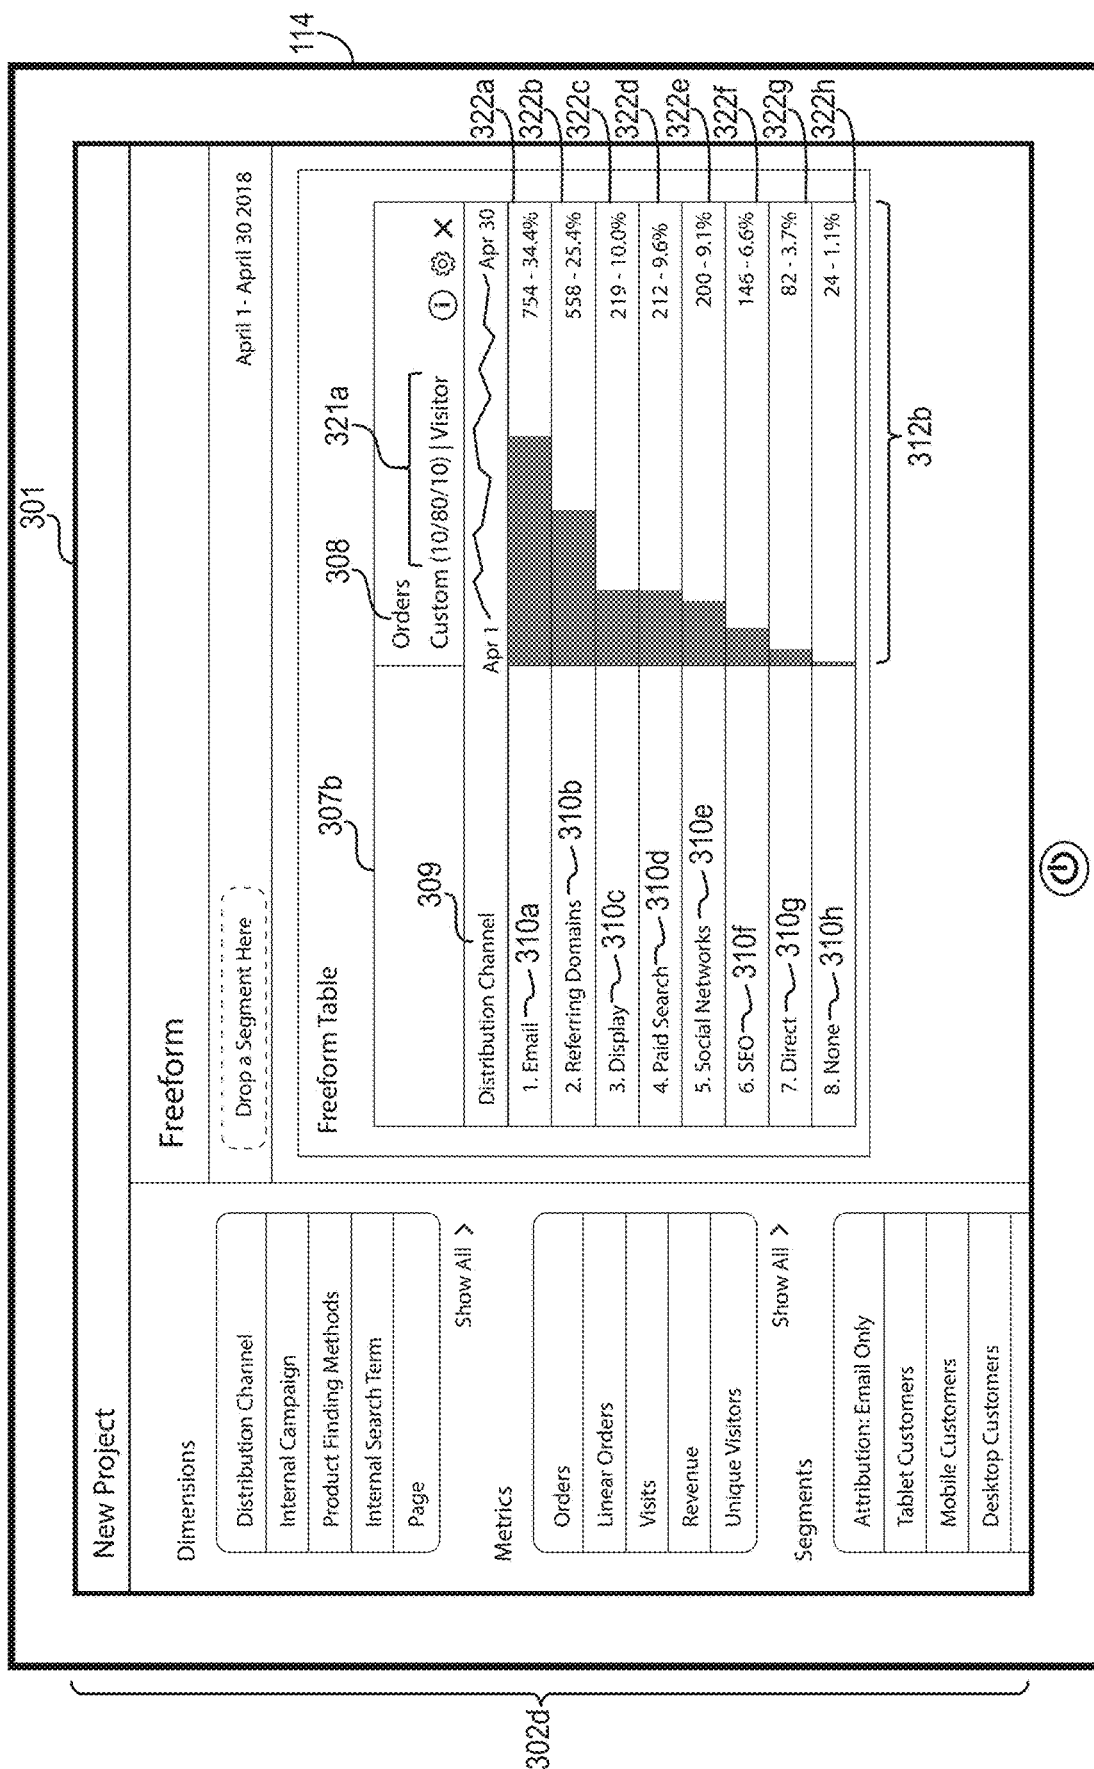 114
301
302d
New Project
Dimensions
Distribution Channel
Internal Campaign
Product Finding Methods
Internal Search Term
Page
Show All >
Metrics
Orders
Linear Orders
Visits
Revenue
Unique Visitors
Show All >
Segments
Attribution: Email Only
Tablet Customers
Mobile Customers
Desktop Customers
Freeform
Drop a Segment Here
April 1 - April 30 2018
Freeform Table
307b
308
321a
Orders
Custom (10/80/10) | Visitor
i
X
309
Distribution Channel
Apr 1
Apr 30
1. Email 310a 754 - 34.4% 322a
2. Referring Domains 310b 558 - 25.4% 322b
3. Display 310c 219 - 10.0% 322c
4. Paid Search 310d 212 - 9.6% 322d
5. Social Networks 310e 200 - 9.1% 322e
6. SEO 310f 146 - 6.6% 322f
7. Direct 310g 82 - 3.7% 322g
8. None 310h 24 - 1.1% 322h
312b